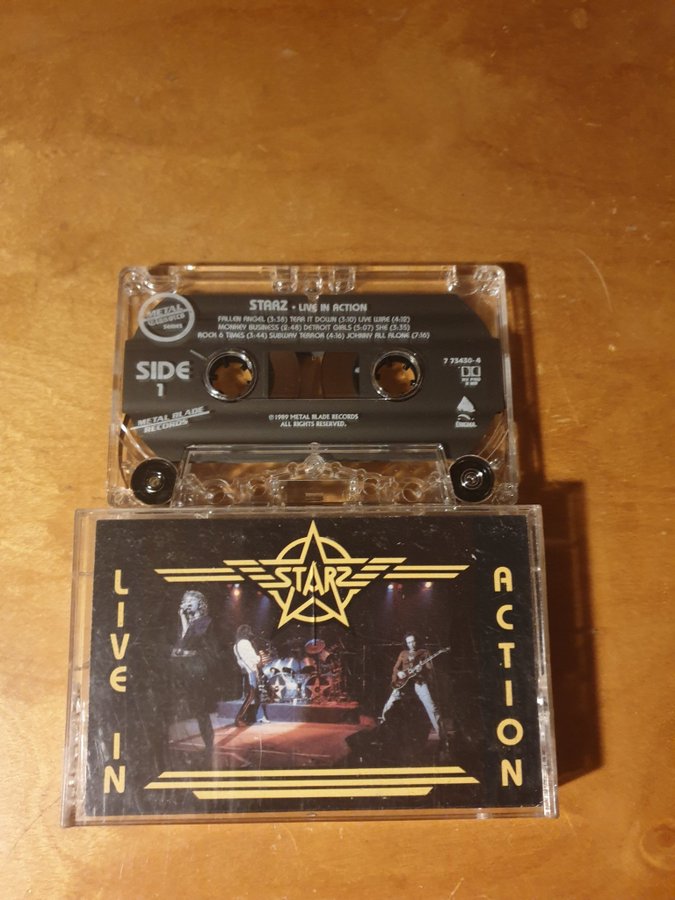 STARZ • LIVE IN ACTION
FALLEN ANGEL (3:38) TEAR IT DOWN (3:10) LIVE WIRE (4:12)
MONKEY BUSINESS (2:48) DETROIT GIRLS (5:07) SHE (3:35)
ROCK 6 TIMES (3:44) SUBWAY TERROR (4:16) JOHNNY ALL ALONE (7:16)
METAL
SERIES
SIDE
1
7 73430-4
METAL BLADE
RECORDS
©1989 METAL BLADE RECORDS
ALL RIGHTS RESERVED.
ENIGMA
STARZ
LIVE IN
ACTION